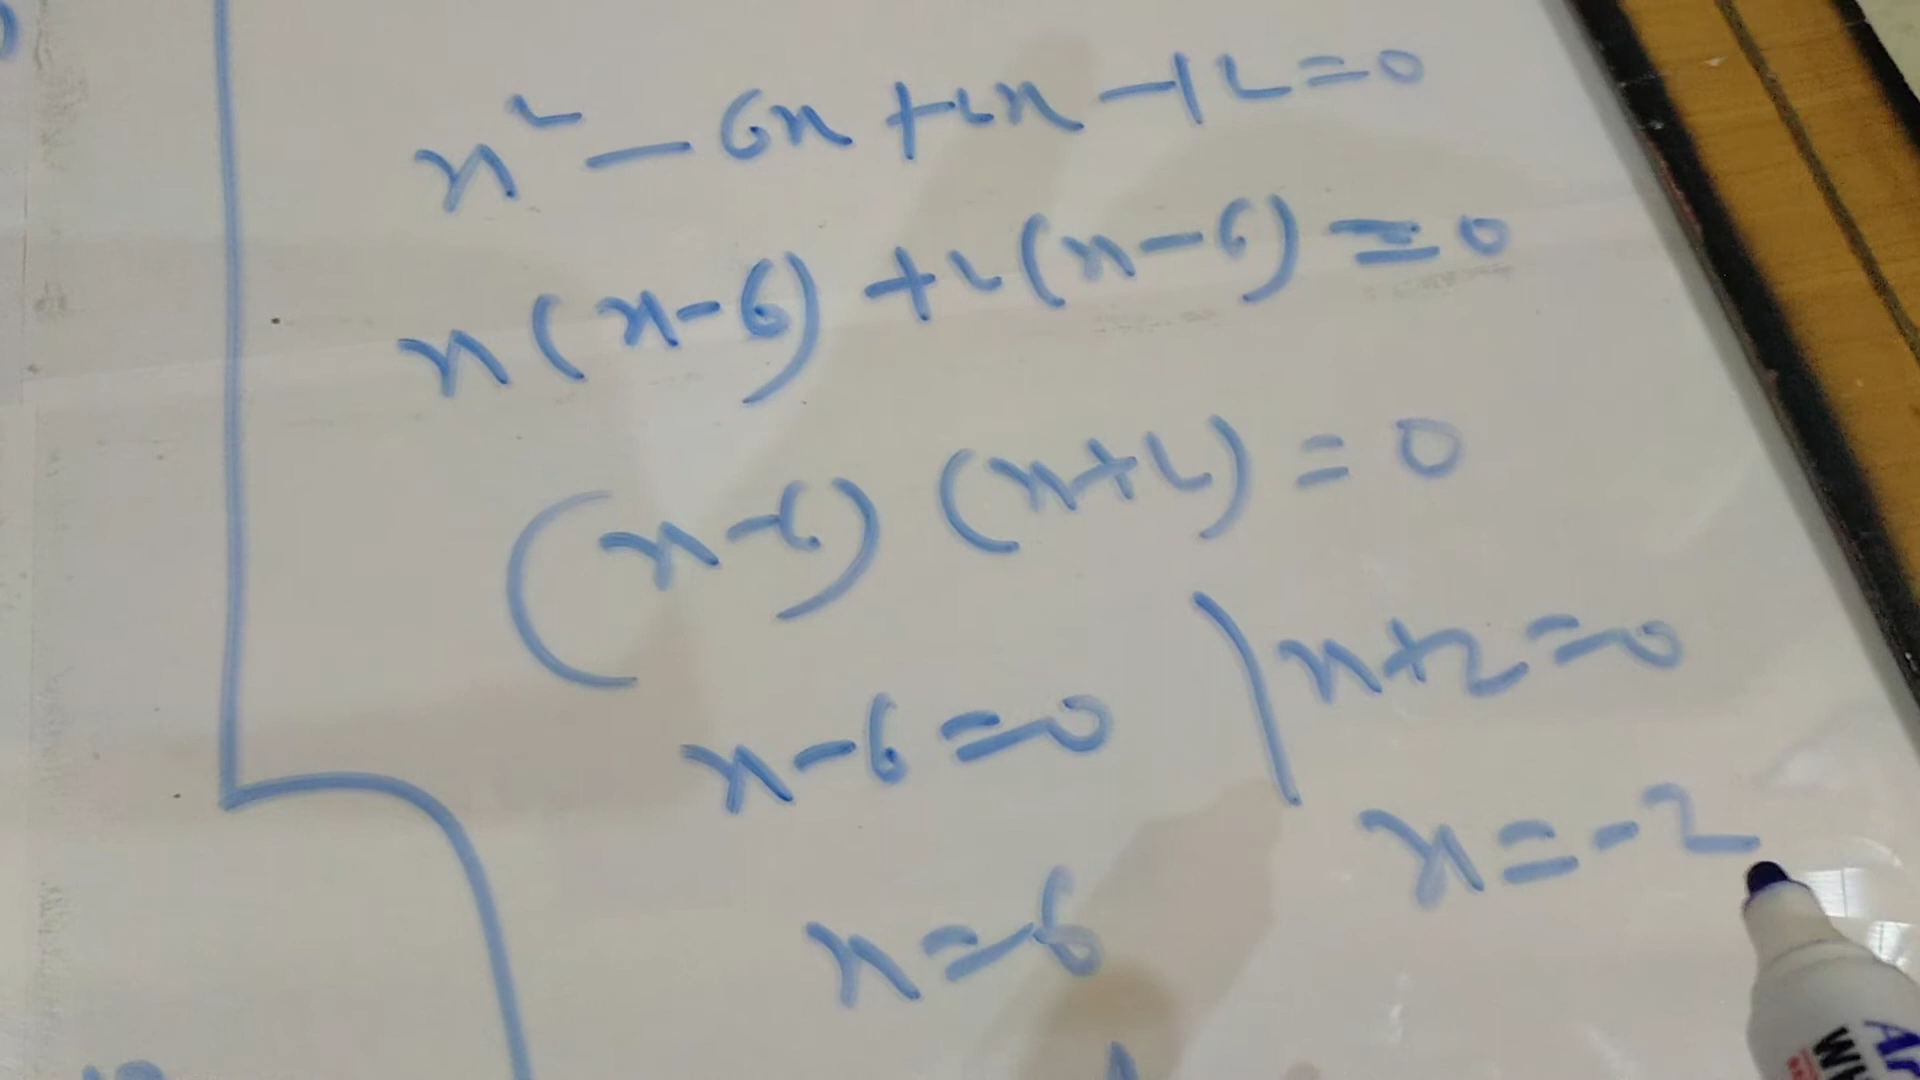 x² - 6x + 2x - 12 = 0
x(x-6) + 2(x-6) = 0
(x-6) (x+2) = 0
x - 6 = 0 | x + 2 = 0
x = 6
x = -2